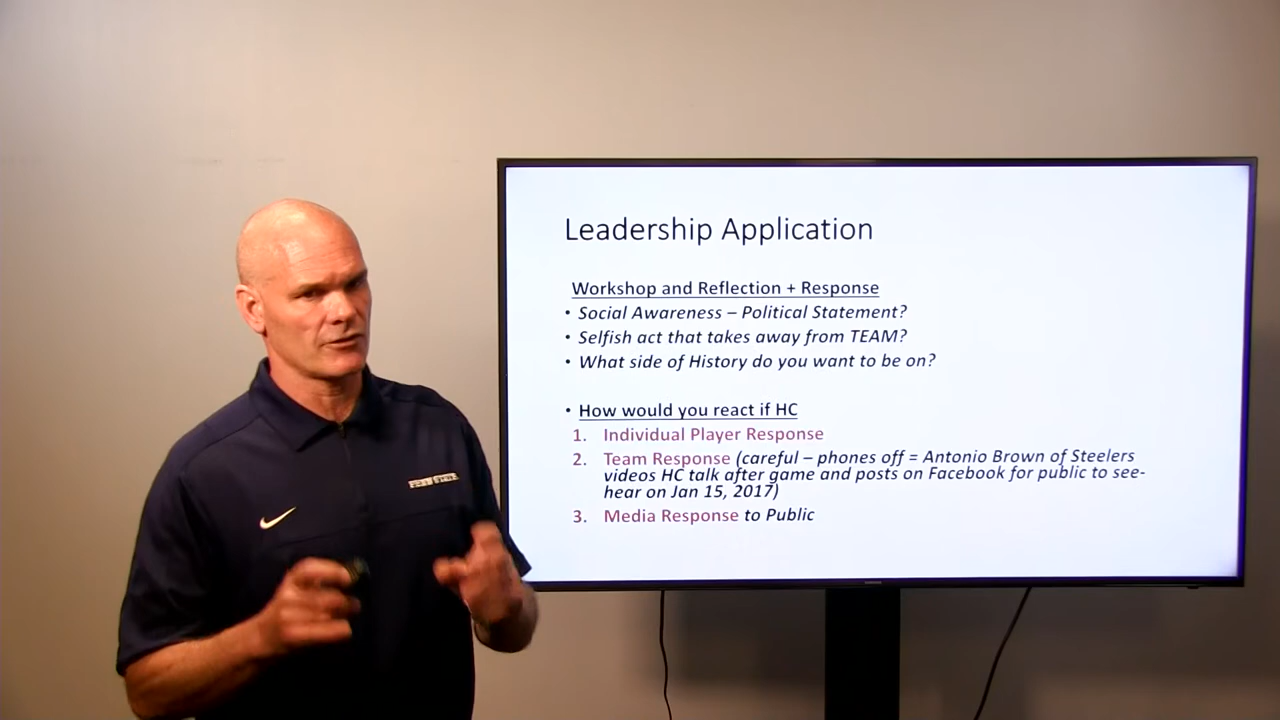 Leadership Application
Workshop and Reflection + Response
• Social Awareness – Political Statement?
• Selfish act that takes away from TEAM?
• What side of History do you want to be on?
• How would you react if HC
1. Individual Player Response
2. Team Response (careful – phones off = Antonio Brown of Steelers
videos HC talk after game and posts on Facebook for public to see-
hear on Jan 15, 2017)
3. Media Response to Public
PENN STATE